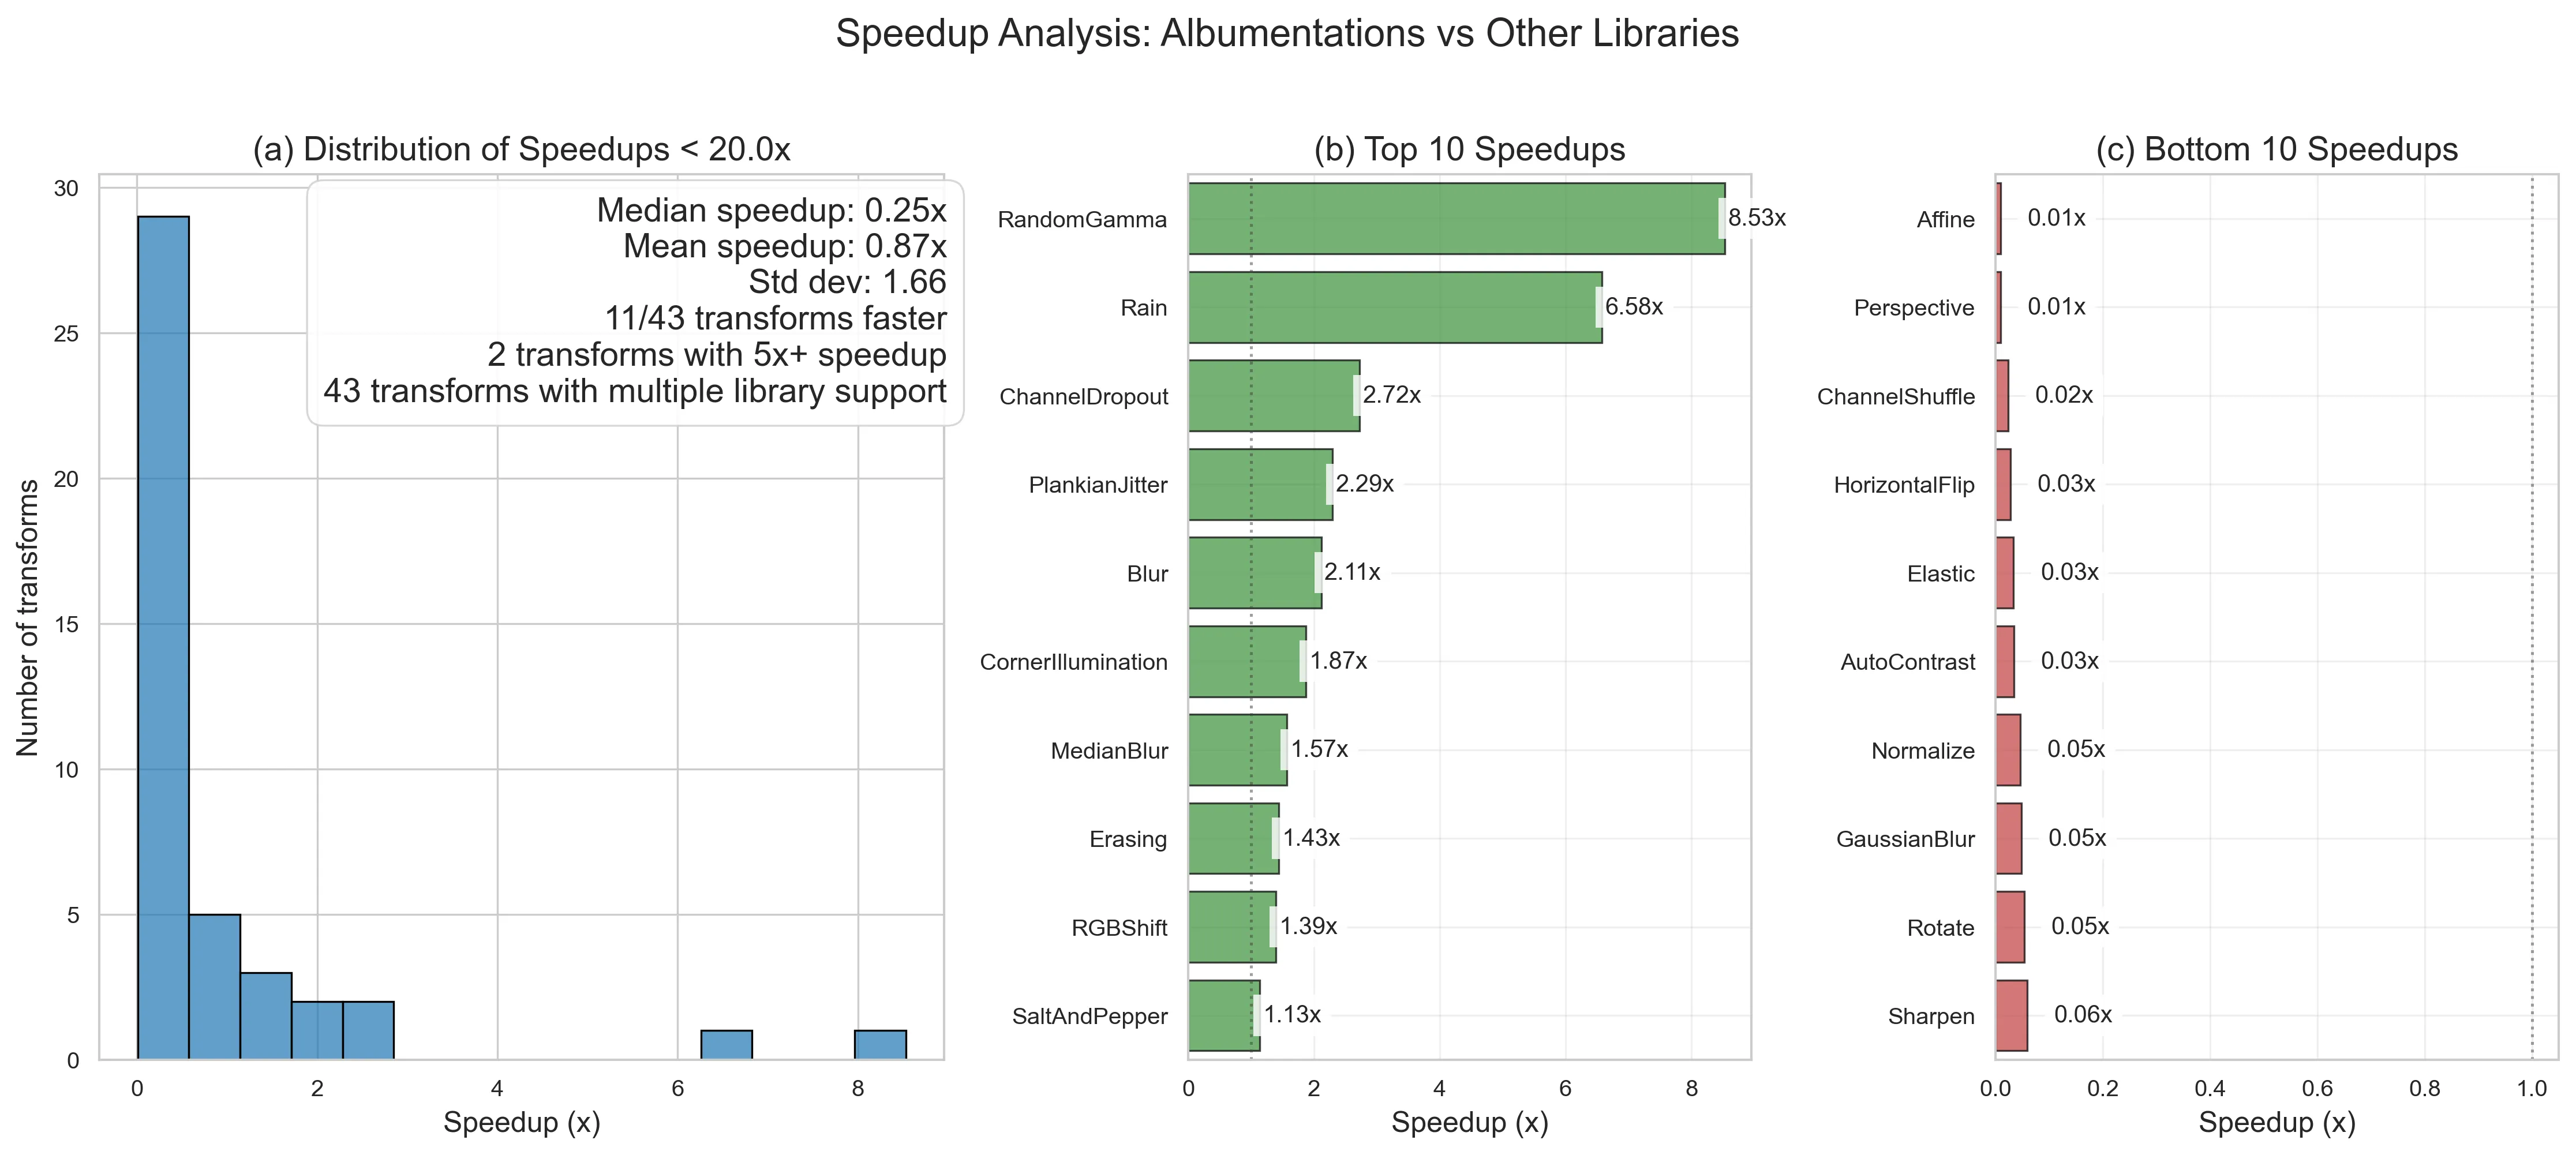 Speedup Analysis: Albumentations vs Other Libraries
(a) Distribution of Speedups < 20.0x
Median speedup: 0.25x
Mean speedup: 0.87x
Std dev: 1.66
11/43 transforms faster
2 transforms with 5x+ speedup
43 transforms with multiple library support
Number of transforms
30
25
20
15
10
5
0
0 2 4 6 8
Speedup (x)
(b) Top 10 Speedups
RandomGamma 8.53x
Rain 6.58x
ChannelDropout 2.72x
PlankianJitter 2.29x
Blur 2.11x
CornerIllumination 1.87x
MedianBlur 1.57x
Erasing 1.43x
RGBShift 1.39x
SaltAndPepper 1.13x
0 2 4 6 8
Speedup (x)
(c) Bottom 10 Speedups
Affine 0.01x
Perspective 0.01x
ChannelShuffle 0.02x
HorizontalFlip 0.03x
Elastic 0.03x
AutoContrast 0.03x
Normalize 0.05x
GaussianBlur 0.05x
Rotate 0.05x
Sharpen 0.06x
0.0 0.2 0.4 0.6 0.8 1.0
Speedup (x)